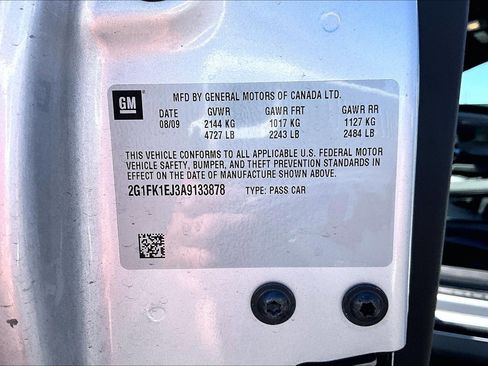 GM
MFD BY GENERAL MOTORS OF CANADA LTD.
DATE GVWR GAWR FRT GAWR RR
08/09 2144 KG 1017 KG 1127 KG
4727 LB 2243 LB 2484 LB
THIS VEHICLE CONFORMS TO ALL APPLICABLE U.S. FEDERAL MOTOR
VEHICLE SAFETY, BUMPER, AND THEFT PREVENTION STANDARDS IN
EFFECT ON THE DATE OF MANUFACTURE SHOWN ABOVE.
2G1FK1EJ3A9133878 TYPE: PASS CAR